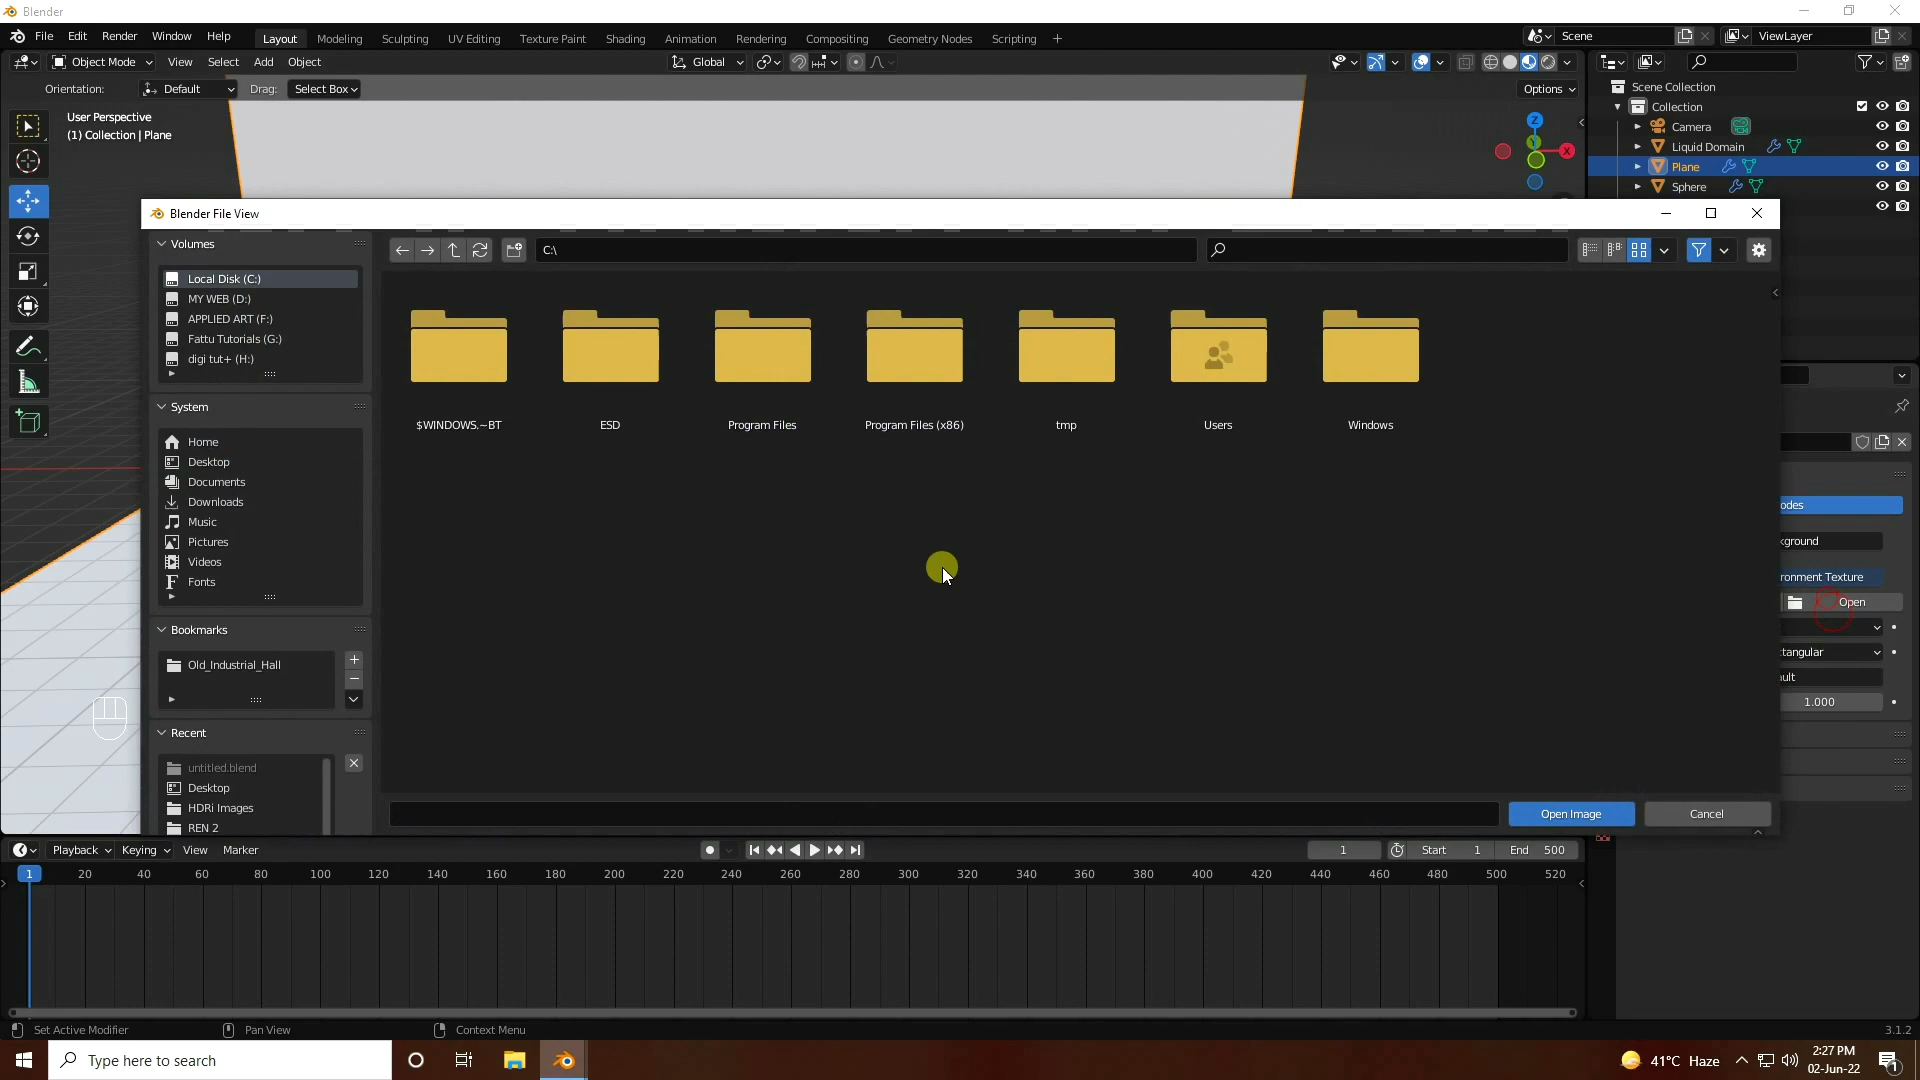 Blender
File Edit Render Window Help Layout Modeling Sculpting UV Editing Texture Paint Shading Animation Rendering Compositing Geometry Nodes Scripting + Scene ViewLayer
Object Mode View Select Add Object Global
Orientation: Default Drag: Select Box Options
User Perspective
(1) Collection | Plane
Z
Y
X
Scene Collection
Collection
Camera
Liquid Domain
Plane
Sphere
Blender File View
Volumes
Local Disk (C:)
MY WEB (D:)
APPLIED ART (F:)
Fattu Tutorials (G:)
digi tut+ (H:)
System
Home
Desktop
Documents
Downloads
Music
Pictures
Videos
Fonts
Bookmarks
Old_Industrial_Hall
Recent
untitled.blend
Desktop
HDRi Images
REN 2
C:\
$WINDOWS.~BT ESD Program Files Program Files (x86) tmp Users Windows
Open Image Cancel
odes
kground
ronment Texture
Open
tangular
ault
1.000
Playback Keying View Marker 1 Start 1 End 500
1 20 40 60 80 100 120 140 160 180 200 220 240 260 280 300 320 340 360 380 400 420 440 460 480 500 520
Set Active Modifier Pan View Context Menu 3.1.2
Type here to search 41°C Haze 2:27 PM
02-Jun-22
1